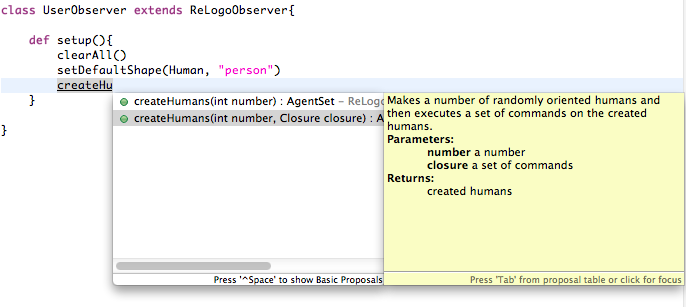 class UserObserver extends ReLogoObserver{
def setup(){
clearAll()
setDefaultShape(Human, "person")
createHu
}
}
createHumans(int number) : AgentSet – ReLogo
createHumans(int number, Closure closure) : A
Press '^Space' to show Basic Proposals
Makes a number of randomly oriented humans and
then executes a set of commands on the created
humans.
Parameters:
number a number
closure a set of commands
Returns:
created humans
Press 'Tab' from proposal table or click for focus